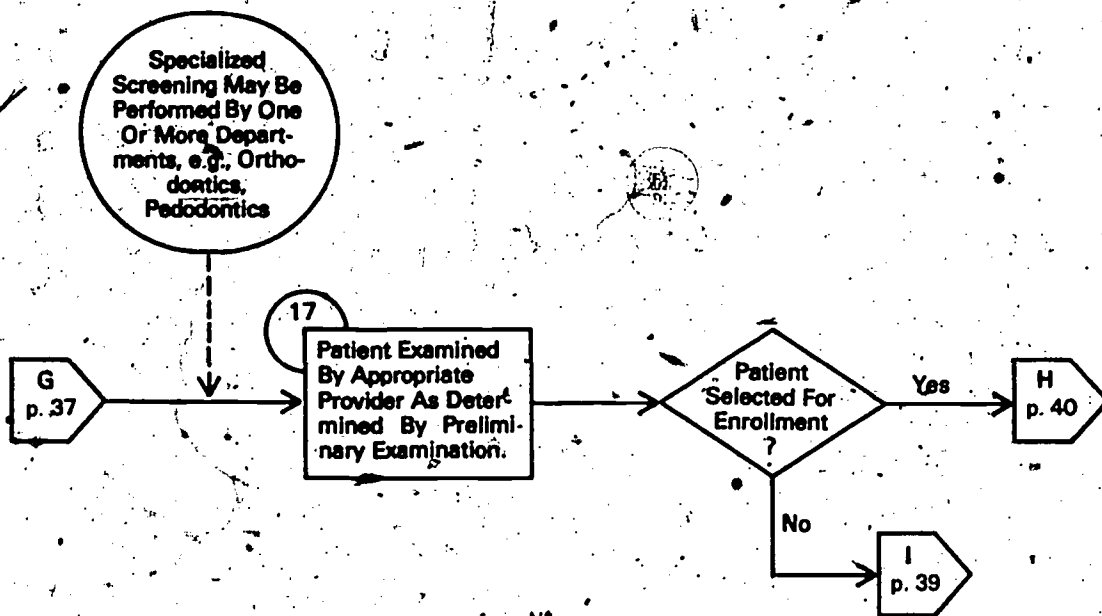 Specialized
Screening May Be
Performed By One
Or More Depart-
ments, e.g., Ortho-
dontics,
Pedodontics
17
Patient Examined
By Appropriate
Provider As Deter-
mined By Prelimi-
nary Examination.
G
p. 37
Patient
Selected For
Enrollment
?
Yes
H
p. 40
No
I
p. 39